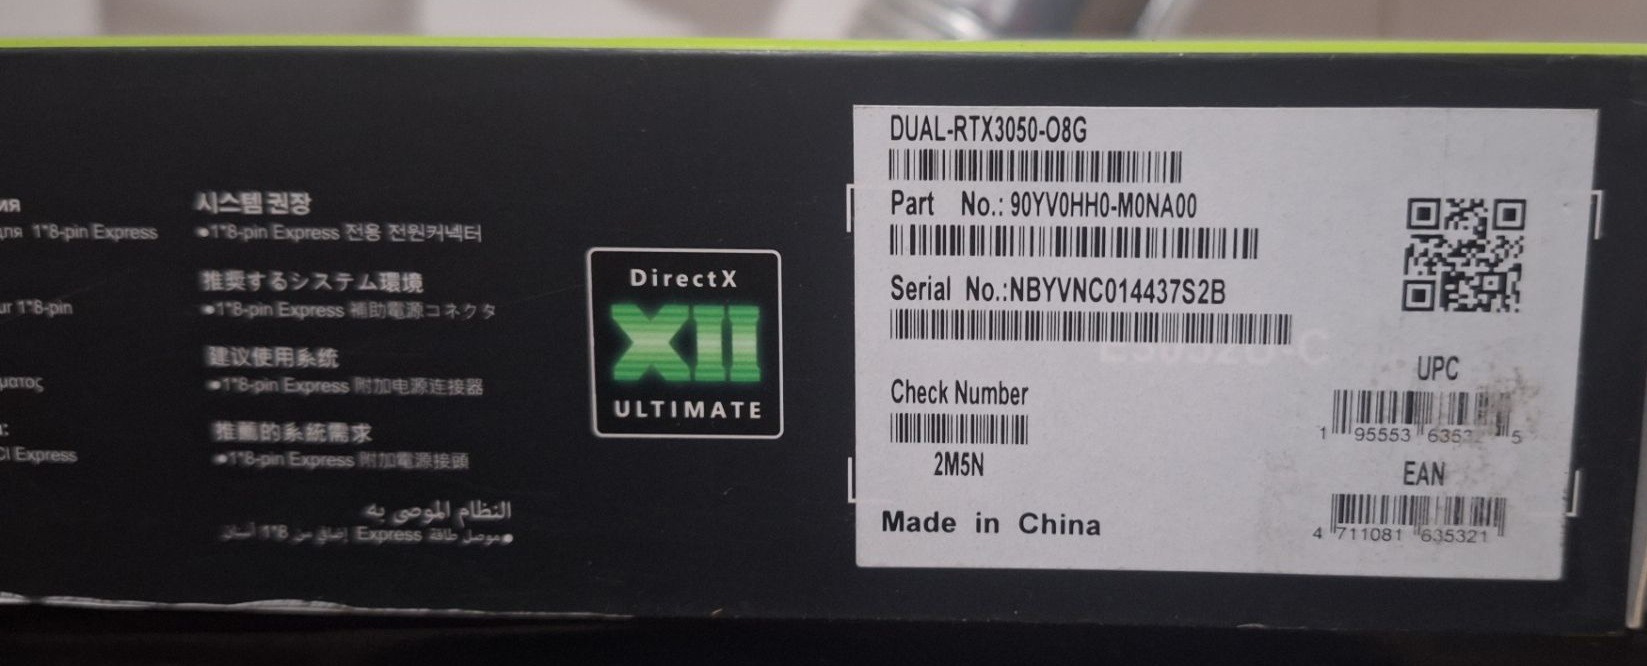 ия
для 1*8-pin Express
ur 1*8-pin
ματος
CI Express
시스템 권장
●1*8-pin Express 전용 전원커넥터
推奨するシステム環境
●1*8-pin Express 補助電源コネクタ
建议使用系统
●1*8-pin Express 附加电源连接器
推薦的系統需求
●1*8-pin Express 附加電源接頭
النظام الموصى به
●موصل طاقة Express إضافي من 8*1 أسنان
DirectX
XII
ULTIMATE
DUAL-RTX3050-O8G
Part No.: 90YV0HH0-M0NA00
Serial No.:NBYVNC014437S2B
Check Number
2M5N
Made in China
UPC
1 95553 5
EAN
4 711081 635321